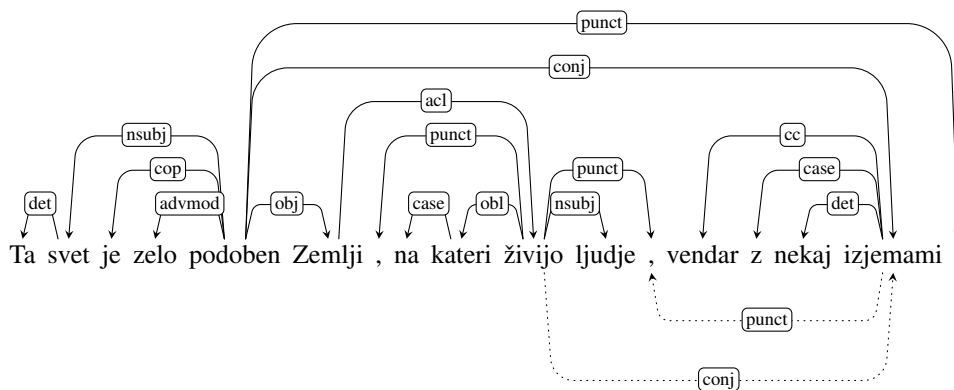 punct
conj
acl
nsubj punct cc
cop punct case
det advmod obj case obl nsubj det
Ta svet je zelo podoben Zemlji , na kateri živijo ljudje , vendar z nekaj izjemami
punct
conj